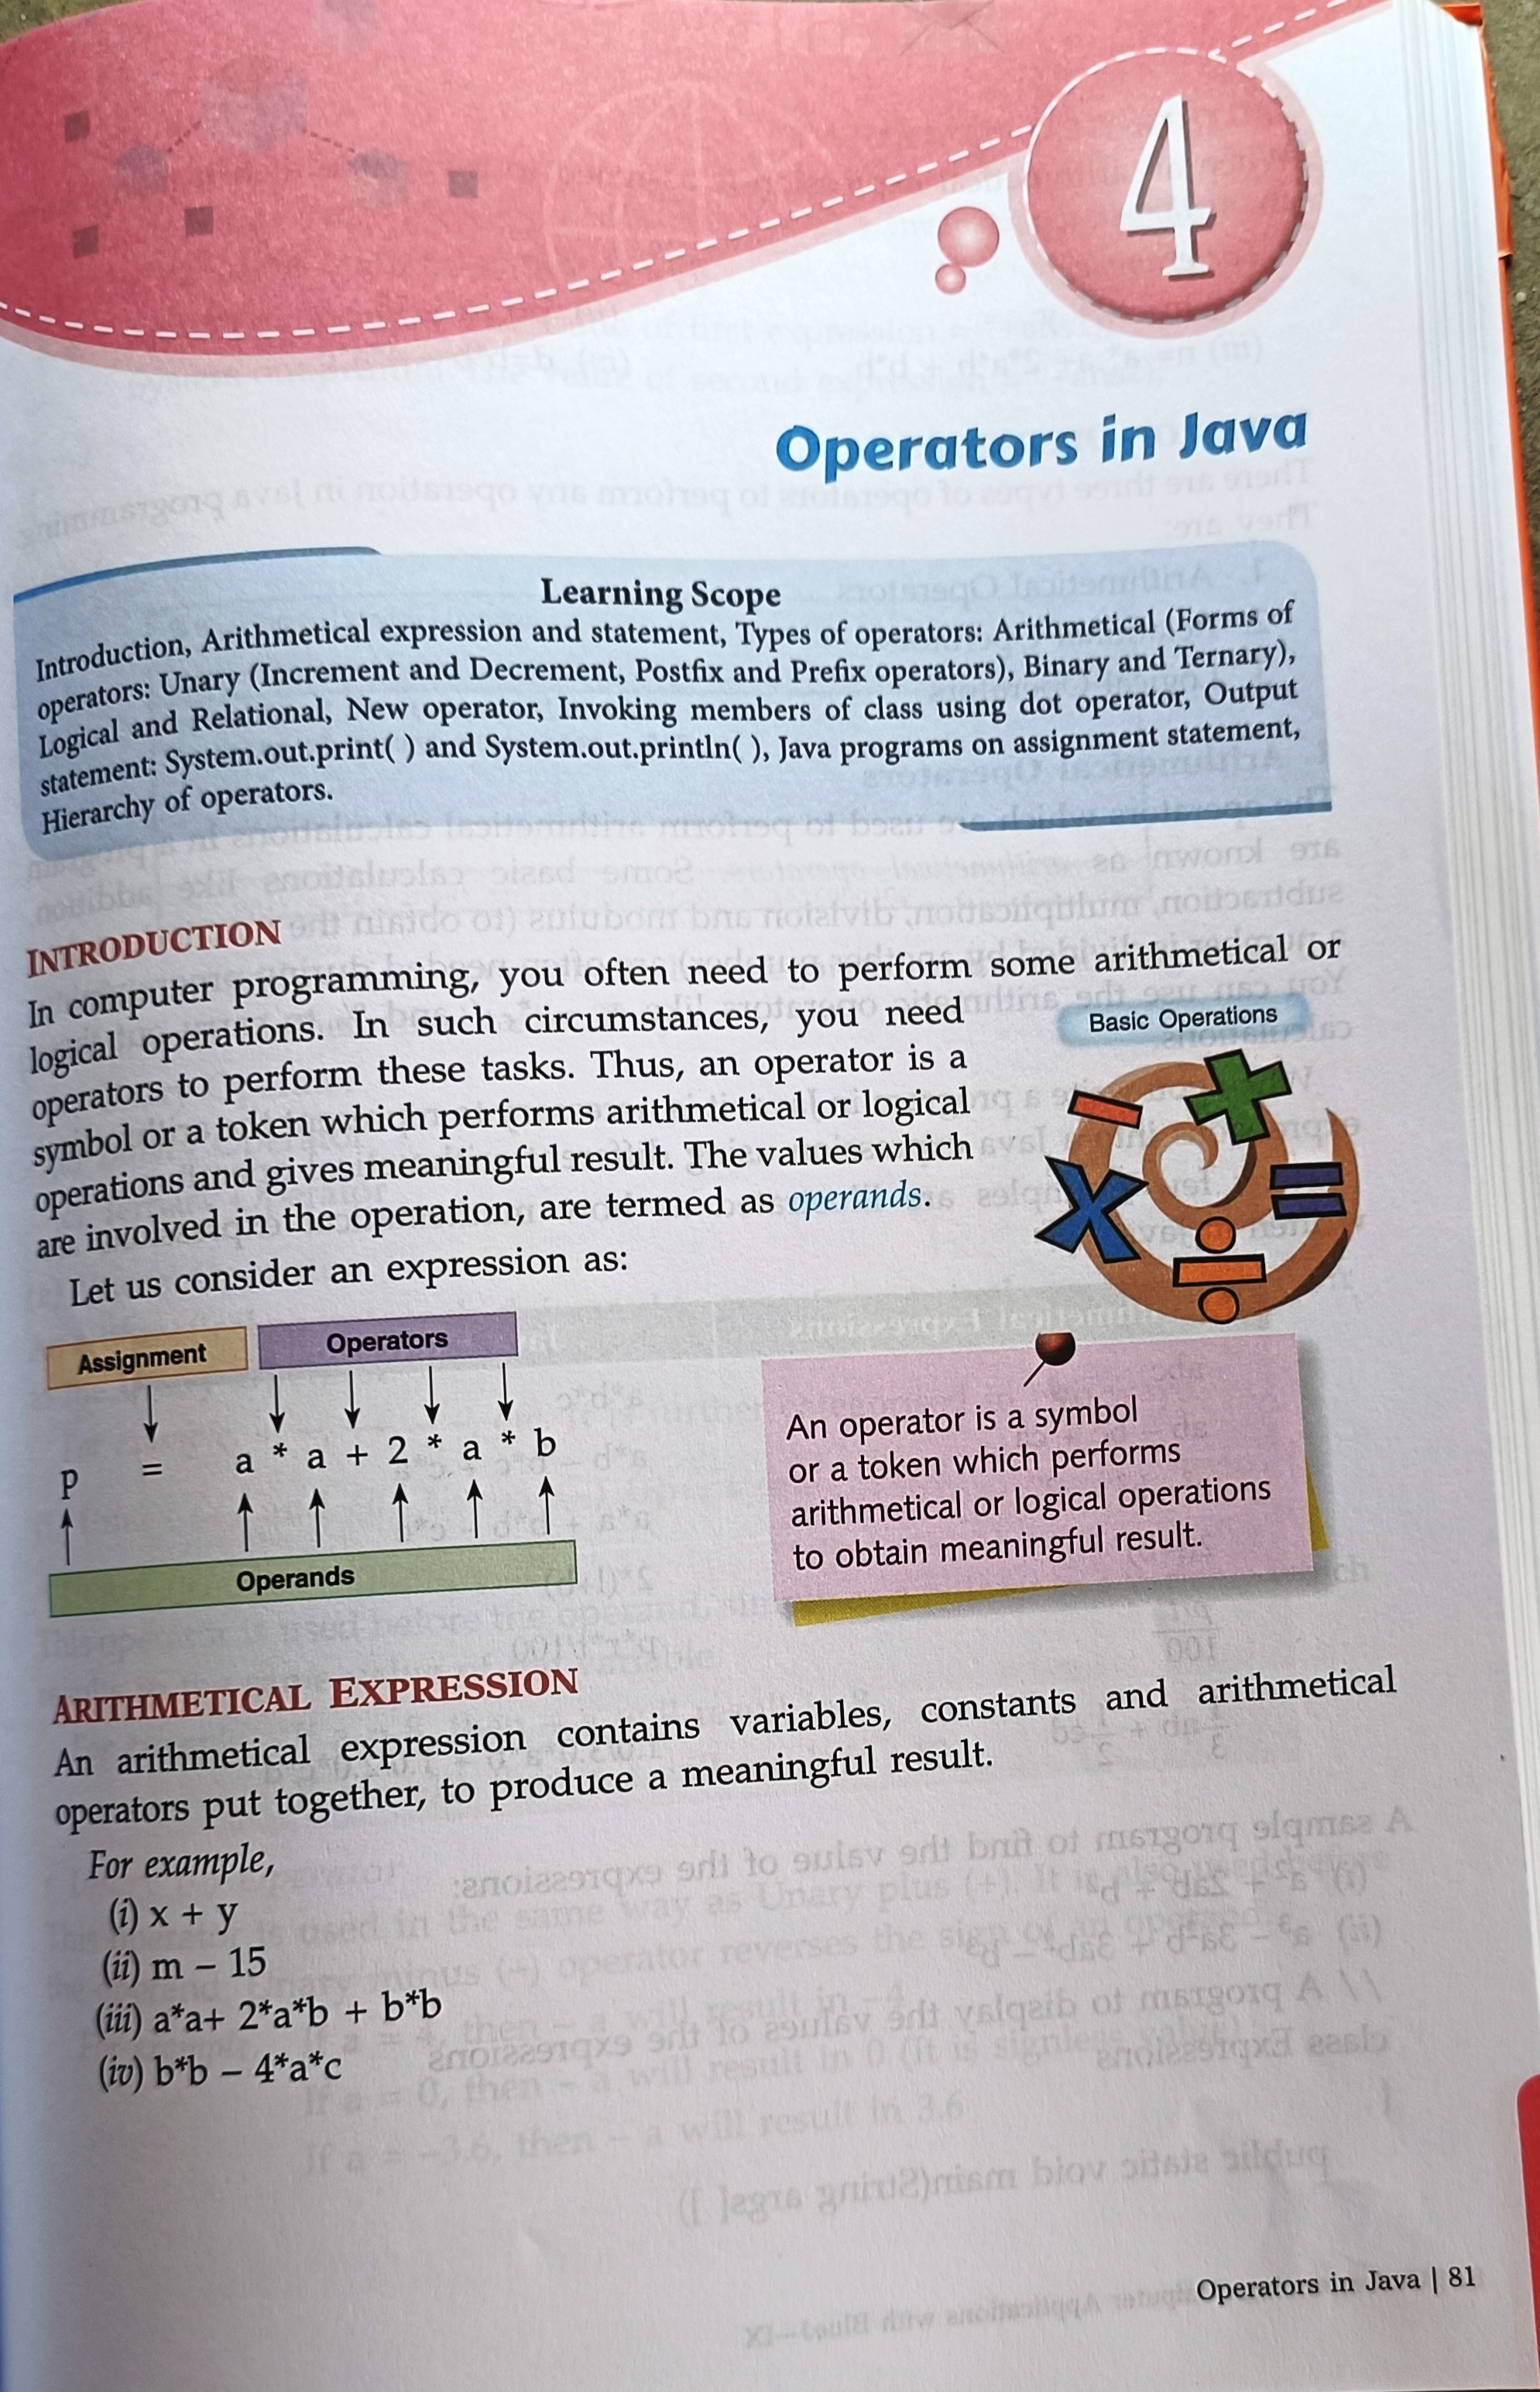 4
Operators in Java
Learning Scope
Introduction, Arithmetical expression and statement, Types of operators: Arithmetical (Forms of
operators: Unary (Increment and Decrement, Postfix and Prefix operators), Binary and Ternary),
Logical and Relational, New operator, Invoking members of class using dot operator, Output
statement: System.out.print( ) and System.out.println( ), Java programs on assignment statement,
Hierarchy of operators.
INTRODUCTION
In computer programming, you often need to perform some arithmetical or
logical operations. In such circumstances, you need
operators to perform these tasks. Thus, an operator is a
symbol or a token which performs arithmetical or logical
operations and gives meaningful result. The values which
are involved in the operation, are termed as operands.
Let us consider an expression as:
Basic Operations
Assignment Operators
p = a * a + 2 * a * b
Operands
An operator is a symbol
or a token which performs
arithmetical or logical operations
to obtain meaningful result.
ARITHMETICAL EXPRESSION
An arithmetical expression contains variables, constants and arithmetical
operators put together, to produce a meaningful result.
For example,
(i) x + y
(ii) m – 15
(iii) a*a+ 2*a*b + b*b
(iv) b*b – 4*a*c
Operators in Java | 81